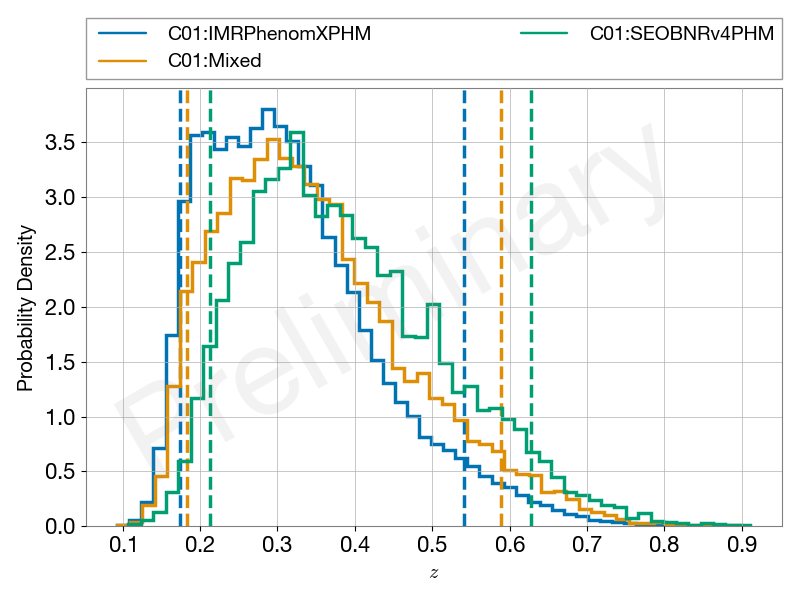 C01:IMRPhenomXPHM
C01:Mixed
C01:SEOBNRv4PHM
Preliminary
Probability Density
3.5
3.0
2.5
2.0
1.5
1.0
0.5
0.0
0.1 0.2 0.3 0.4 0.5 0.6 0.7 0.8 0.9
z